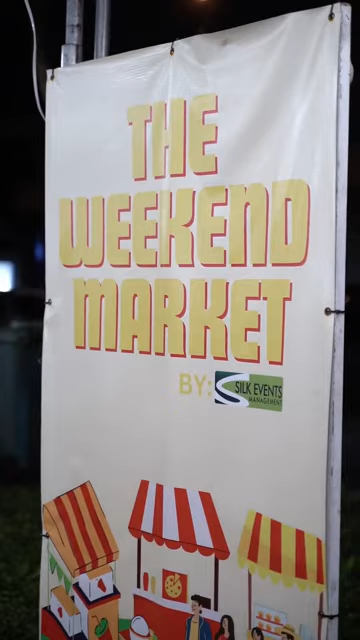 THE
WEEKEND
MARKET
BY: SILK EVENTS
MANAGEMENT